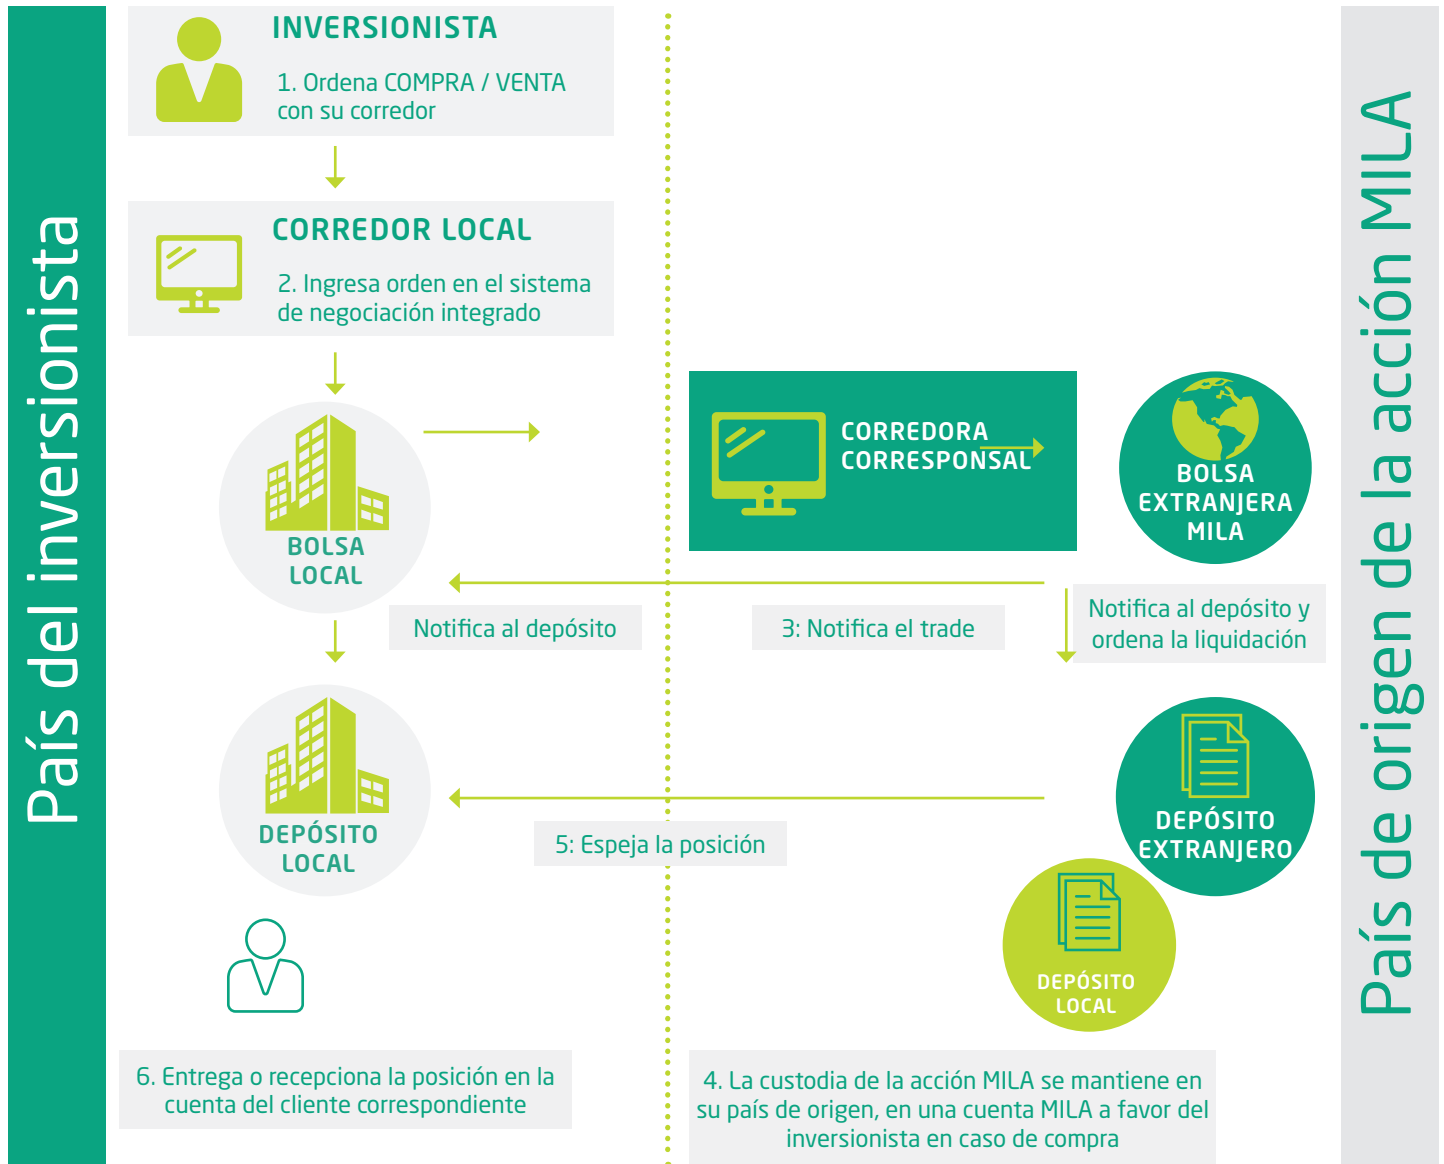 País del inversionista
INVERSIONISTA
1. Ordena COMPRA / VENTA
con su corredor
CORREDOR LOCAL
2. Ingresa orden en el sistema
de negociación integrado
BOLSA
LOCAL
CORREDORA
CORRESPONSAL
BOLSA
EXTRANJERA
MILA
Notifica al depósito
3: Notifica el trade
Notifica al depósito y
ordena la liquidación
DEPÓSITO
LOCAL
5: Espeja la posición
DEPÓSITO
EXTRANJERO
DEPÓSITO
LOCAL
6. Entrega o recepciona la posición en la
cuenta del cliente correspondiente
4. La custodia de la acción MILA se mantiene en
su país de origen, en una cuenta MILA a favor del
inversionista en caso de compra
País de origen de la acción MILA